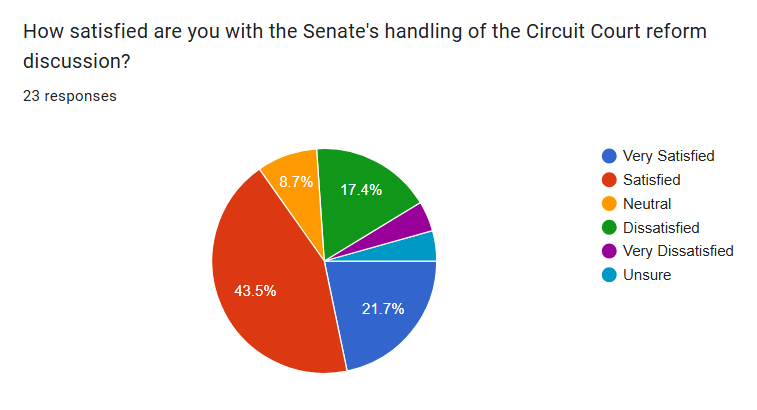 How satisfied are you with the Senate's handling of the Circuit Court reform
discussion?
23 responses
8.7%
17.4%
43.5%
21.7%
Very Satisfied
Satisfied
Neutral
Dissatisfied
Very Dissatisfied
Unsure